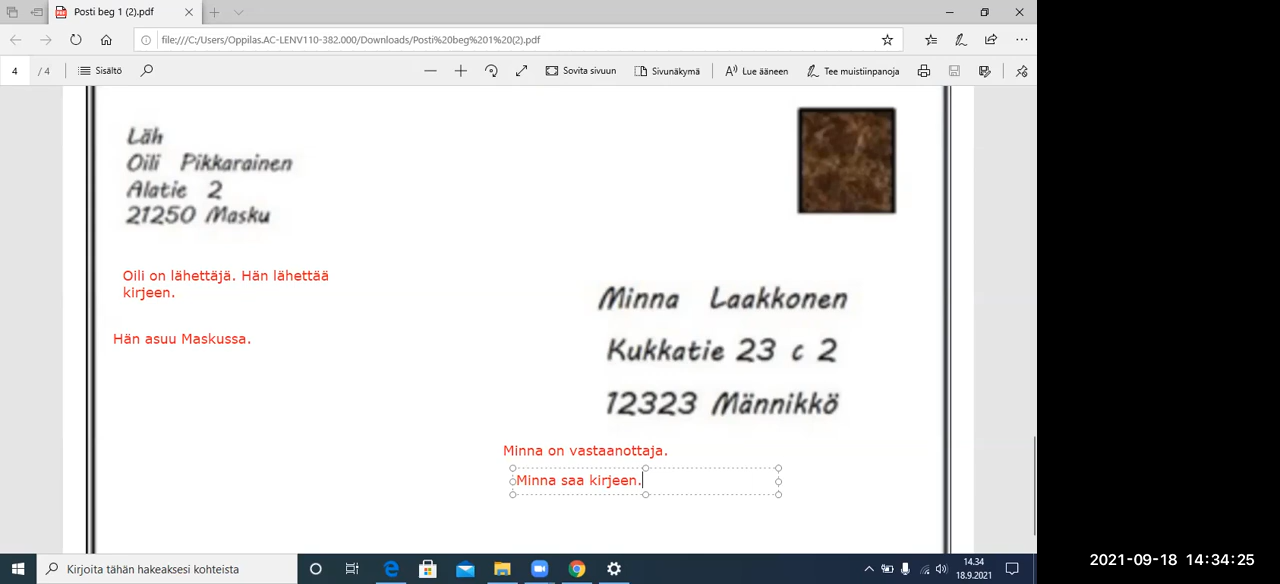 Posti beg 1 (2).pdf
file:///C:/Users/Oppilas.AC-LENV110-382.000/Downloads/Posti%20beg%201%20(2).pdf
4 / 4 Sisältö Sovita sivuun Sivunäkymä Lue ääneen Tee muistiinpanoja
Läh
Oili Pikkarainen
Alatie 2
21250 Masku
Oili on lähettäjä. Hän lähettää
kirjeen.
Hän asuu Maskussa.
Minna Laakkonen
Kukkatie 23 c 2
12323 Männikkö
Minna on vastaanottaja.
Minna saa kirjeen.
Kirjoita tähän hakeaksesi kohteista
14.34
18.9.2021
2021-09-18 14:34:25